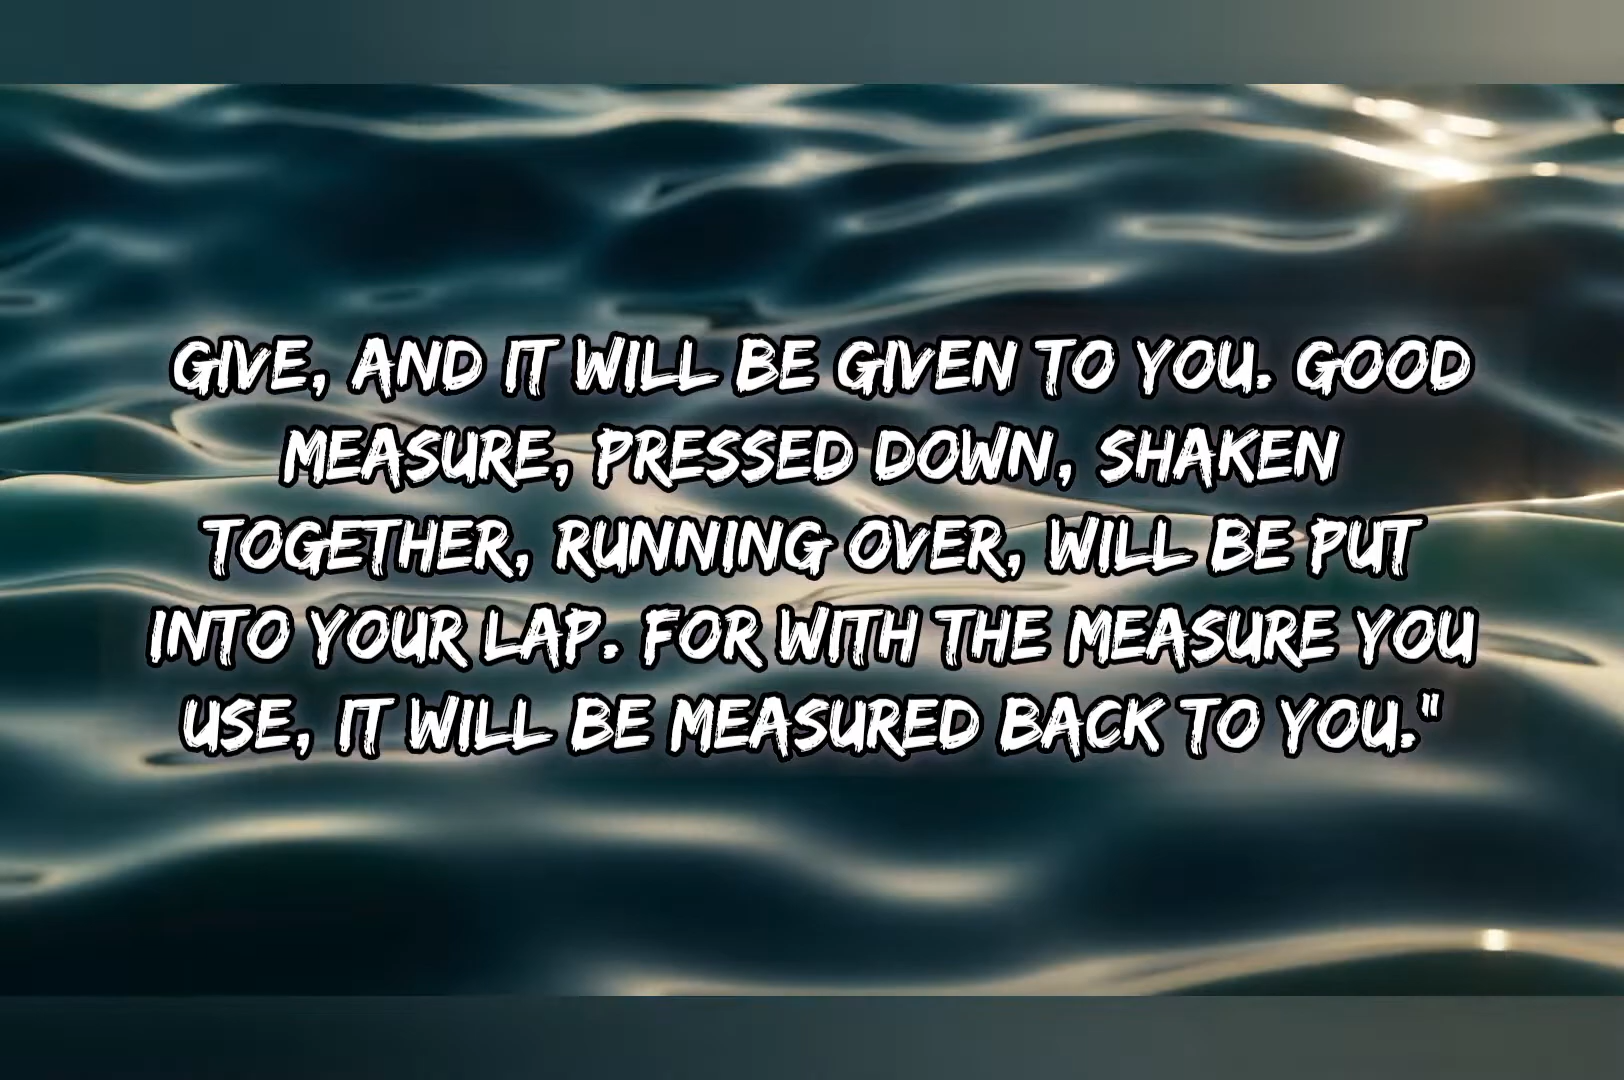 GIVE, AND IT WILL BE GIVEN TO YOU. GOOD
MEASURE, PRESSED DOWN, SHAKEN
TOGETHER, RUNNING OVER, WILL BE PUT
INTO YOUR LAP. FOR WITH THE MEASURE YOU
USE, IT WILL BE MEASURED BACK TO YOU."